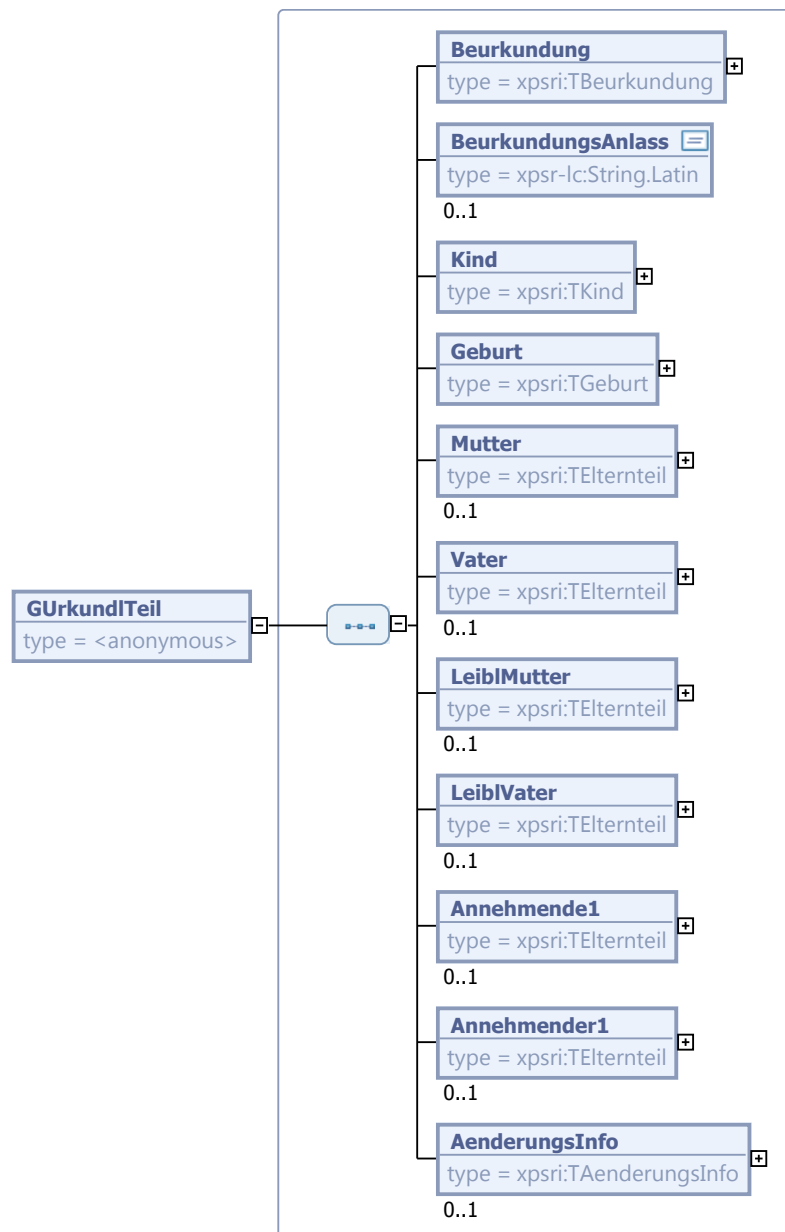 Beurkundung
type = xpsri:TBeurkundung
BeurkundungsAnlass
type = xpsr-lc:String.Latin
0..1
Kind
type = xpsri:TKind
Geburt
type = xpsri:TGeburt
Mutter
type = xpsri:TElternteil
0..1
Vater
type = xpsri:TElternteil
0..1
GUrkundlTeil
type = <anonymous>
LeiblMutter
type = xpsri:TElternteil
0..1
LeiblVater
type = xpsri:TElternteil
0..1
Annehmende1
type = xpsri:TElternteil
0..1
Annehmender1
type = xpsri:TElternteil
0..1
AenderungsInfo
type = xpsri:TAenderungsInfo
0..1